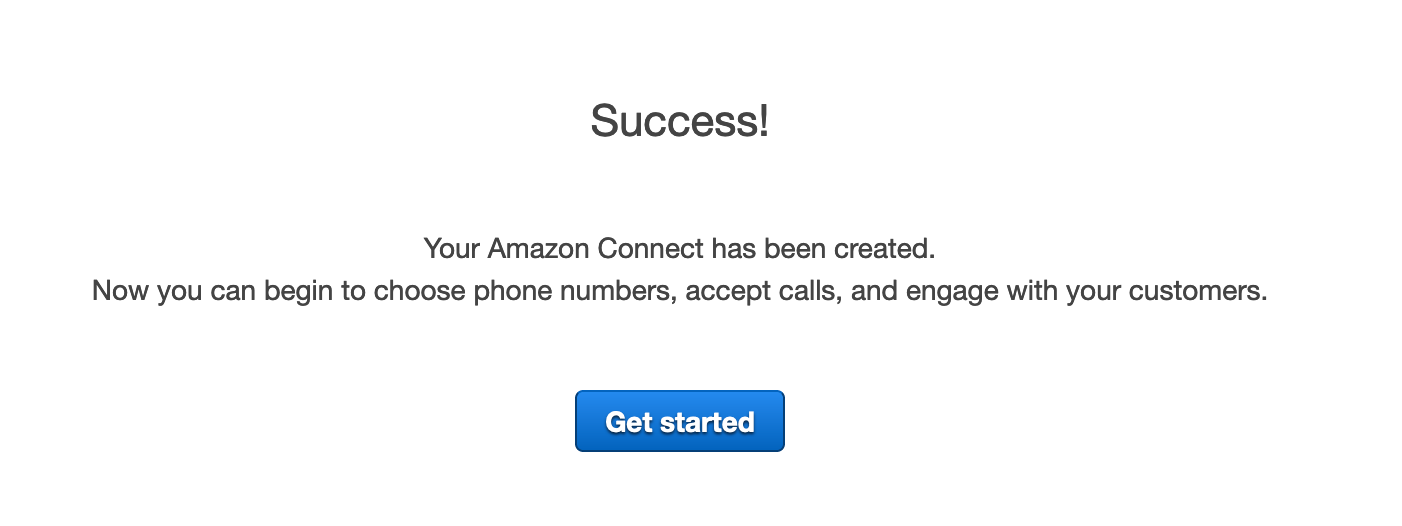 Success!
Your Amazon Connect has been created.
Now you can begin to choose phone numbers, accept calls, and engage with your customers.
Get started